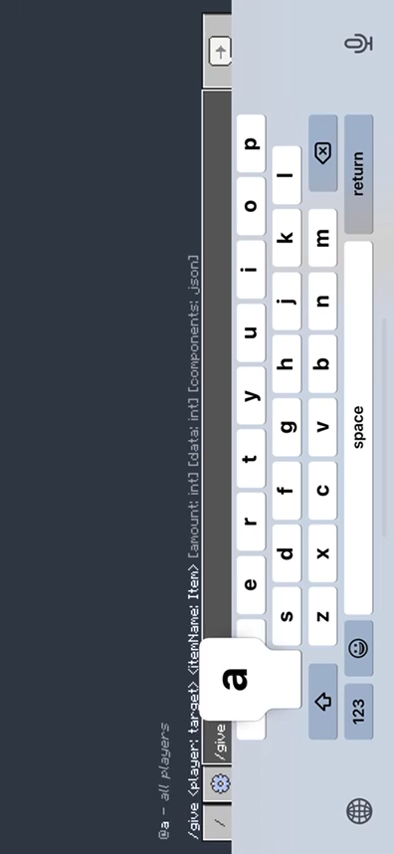 @a – all players
/give <player: target> <itemName: Item> [amount: int] [data: int] [components: json]
/
/give
a
e r t y u i o p
s d f g h j k l
z x c v b n m
123
space
return